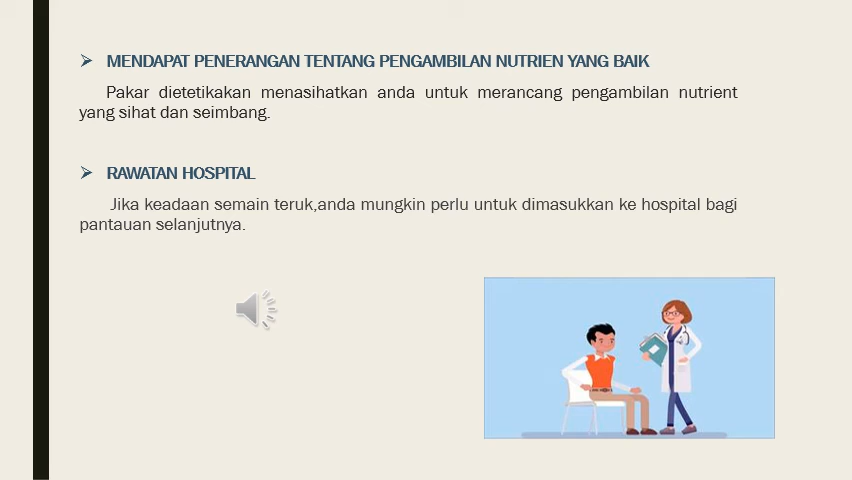 MENDAPAT PENERANGAN TENTANG PENGAMBILAN NUTRIEN YANG BAIK
Pakar dietetikakan menasihatkan anda untuk merancang pengambilan nutrient
yang sihat dan seimbang.
RAWATAN HOSPITAL
Jika keadaan semain teruk,anda mungkin perlu untuk dimasukkan ke hospital bagi
pantauan selanjutnya.